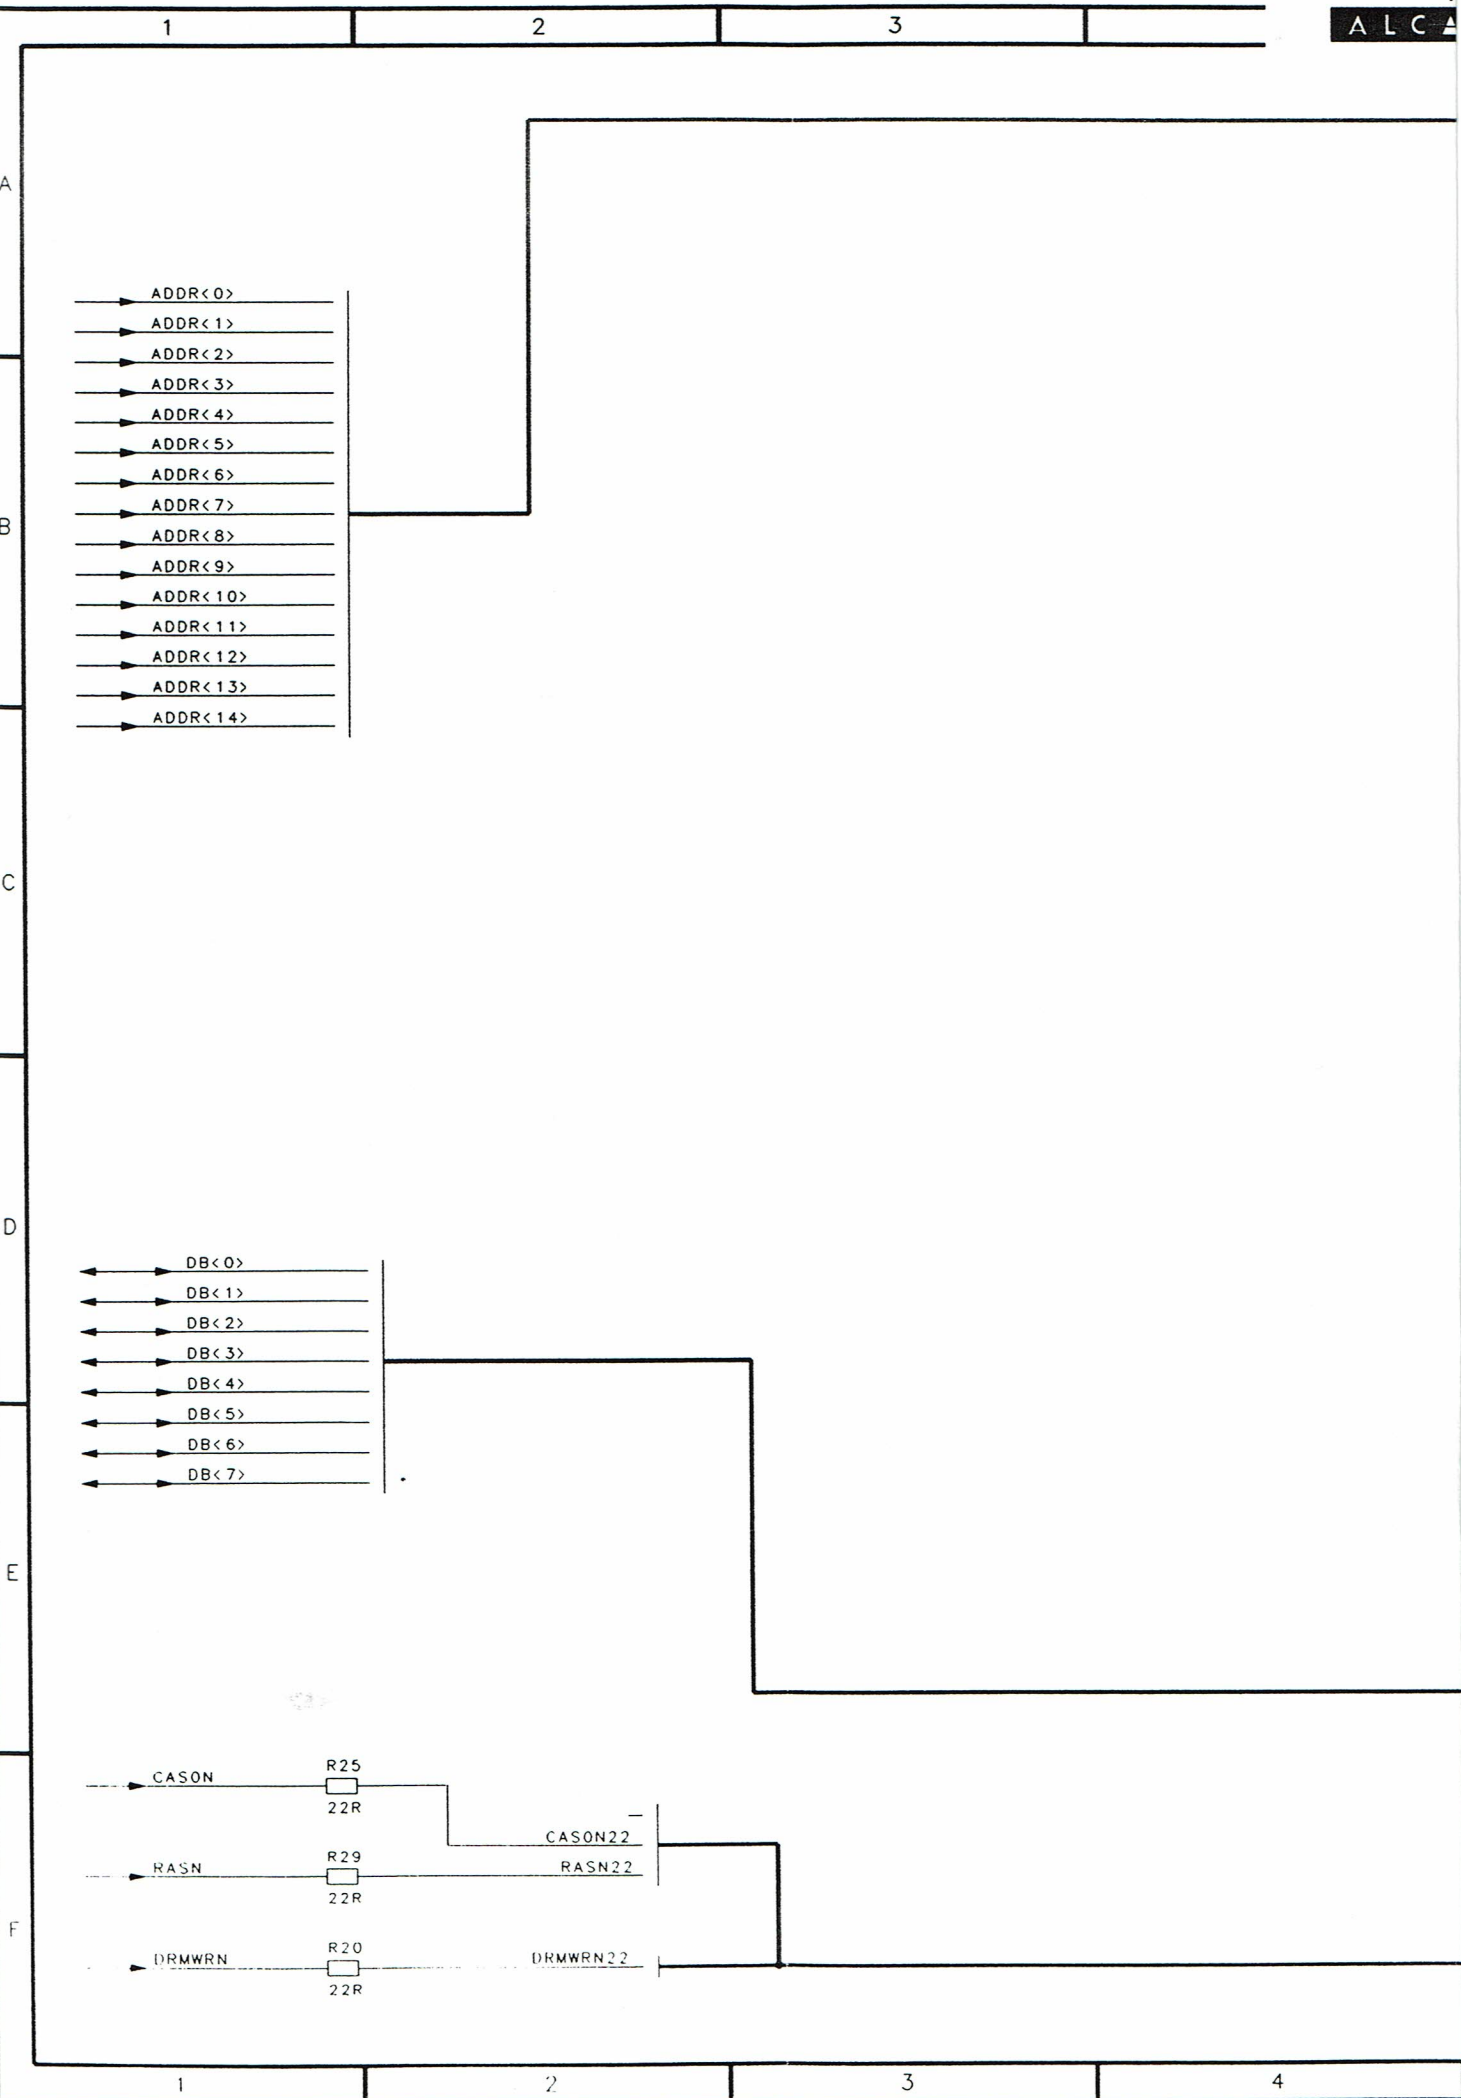 1 2 3
ALCA
A
ADDR<0>
ADDR<1>
ADDR<2>
ADDR<3>
ADDR<4>
ADDR<5>
ADDR<6>
ADDR<7>
B
ADDR<8>
ADDR<9>
ADDR<10>
ADDR<11>
ADDR<12>
ADDR<13>
ADDR<14>
C
D
DB<0>
DB<1>
DB<2>
DB<3>
DB<4>
DB<5>
DB<6>
DB<7>
E
CASON R25
22R
CASON22
RASN R29 RASN22
22R
F
DRMWRN R20 DRMWRN22
22R
1 2 3 4